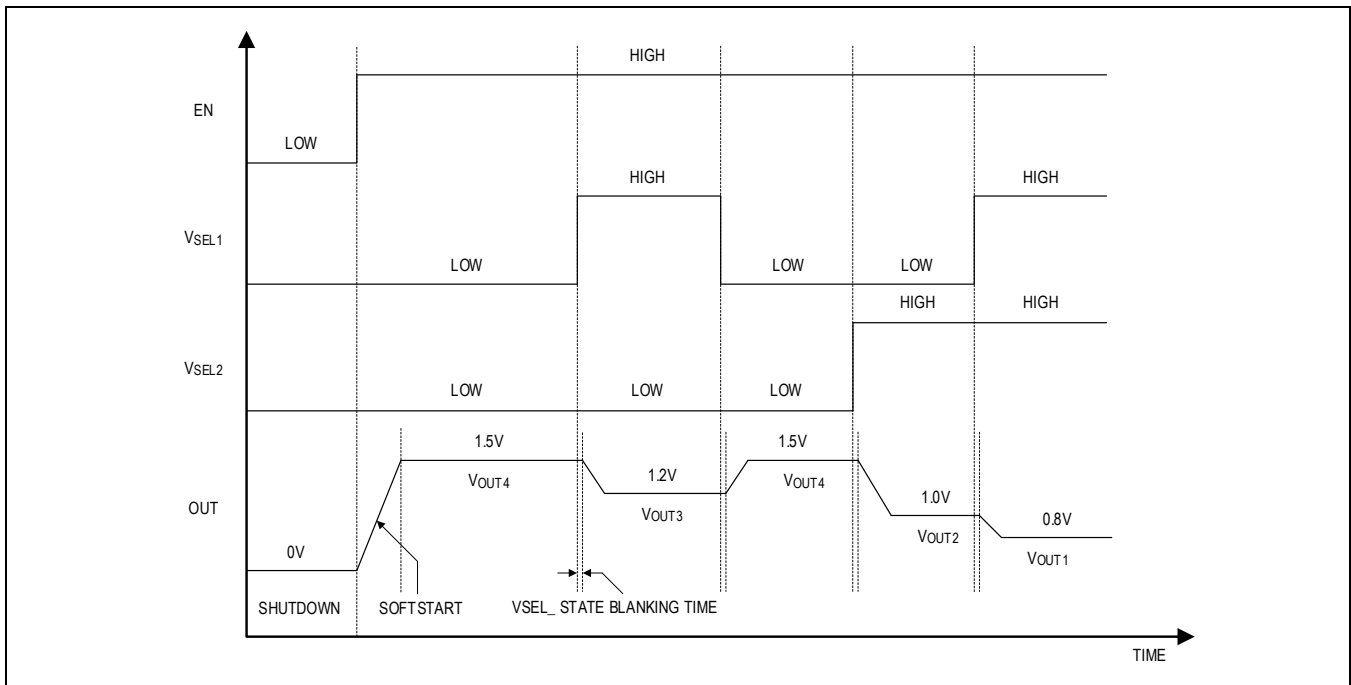 HIGH
EN
LOW
HIGH HIGH
VSEL1
LOW LOW LOW
HIGH HIGH
VSEL2
LOW LOW LOW
1.5V 1.5V
1.2V
VOUT4 VOUT4
1.0V
OUT
VOUT3
0.8V
VOUT2
0V
VOUT1
SHUTDOWN SOFTSTART VSEL_ STATE BLANKING TIME
TIME